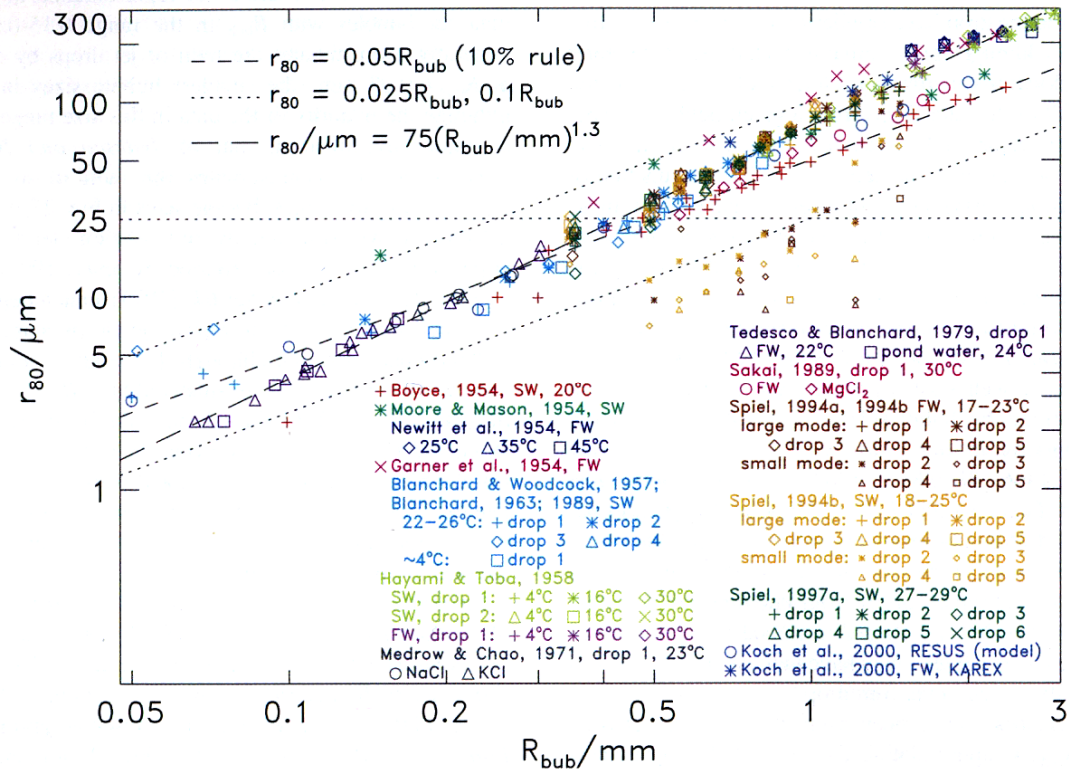 300
100
50
25
10
5
1
r80/μm
- - - r80 = 0.05Rbub (10% rule)
······ r80 = 0.025Rbub, 0.1Rbub
— — r80/μm = 75(Rbub/mm)^1.3
+ Boyce, 1954, SW, 20°C
✳ Moore & Mason, 1954, SW
Newitt et al., 1954, FW
◇ 25°C △ 35°C □ 45°C
× Garner et al., 1954, FW
Blanchard & Woodcock, 1957;
Blanchard, 1963; 1989, SW
22–26°C: + drop 1 ✳ drop 2
◇ drop 3 △ drop 4
~4°C: □ drop 1
Hayami & Toba, 1958
SW, drop 1: + 4°C ✳ 16°C ◇ 30°C
SW, drop 2: △ 4°C □ 16°C × 30°C
FW, drop 1: + 4°C ✳ 16°C ◇ 30°C
Medrow & Chao, 1971, drop 1, 23°C
○ NaCl △ KCl
Tedesco & Blanchard, 1979, drop 1
△ FW, 22°C □ pond water, 24°C
Sakai, 1989, drop 1, 30°C
○ FW ◇ MgCl2
Spiel, 1994a, 1994b FW, 17–23°C
large mode: + drop 1 ✳ drop 2
◇ drop 3 △ drop 4 □ drop 5
small mode: ✳ drop 2 ◇ drop 3
△ drop 4 □ drop 5
Spiel, 1994b, SW, 18–25°C
large mode: + drop 1 ✳ drop 2
◇ drop 3 △ drop 4 □ drop 5
small mode: ✳ drop 2 ◇ drop 3
△ drop 4 □ drop 5
Spiel, 1997a, SW, 27–29°C
+ drop 1 ✳ drop 2 ◇ drop 3
△ drop 4 □ drop 5 × drop 6
○ Koch et al., 2000, RESUS (model)
✳ Koch et al., 2000, FW, KAREX
0.05 0.1 0.2 0.5 1 3
Rbub/mm